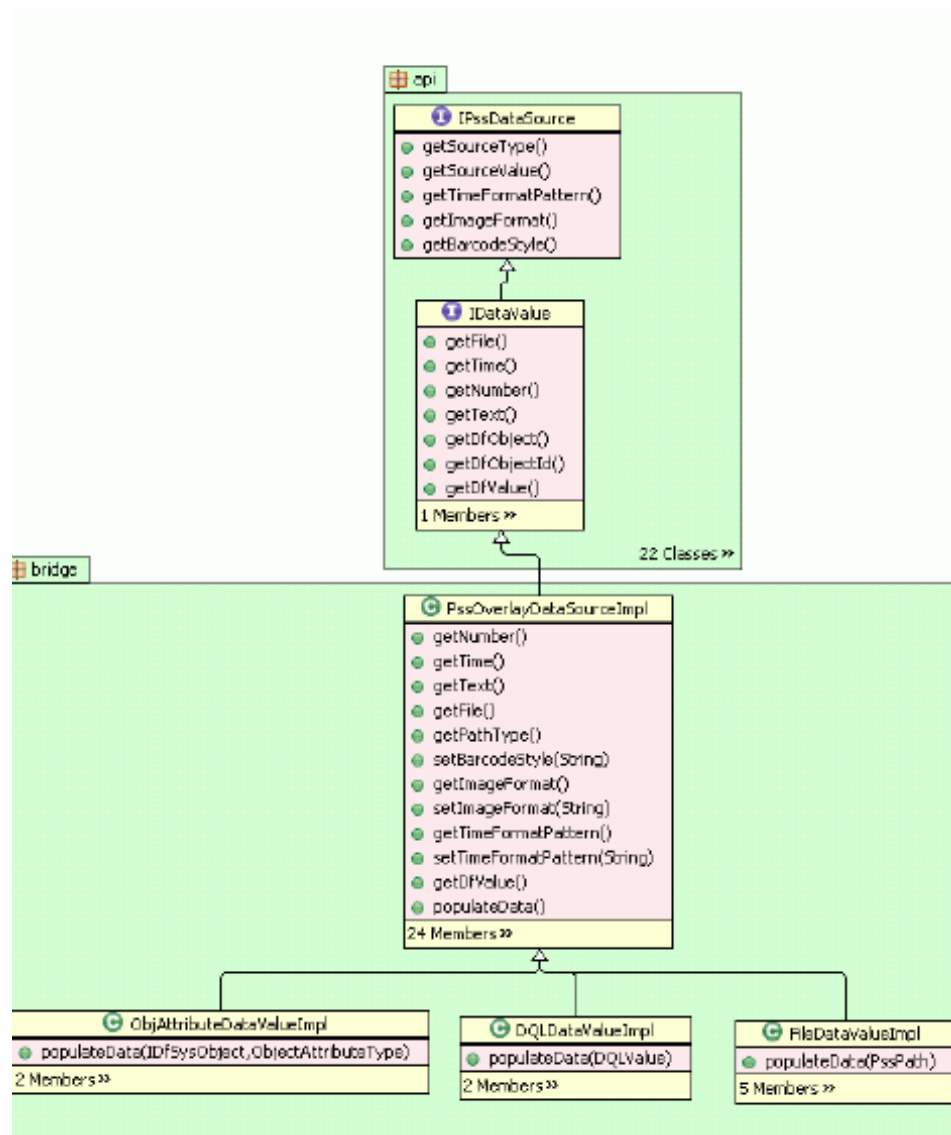 api
IPssDataSource
getSourceType()
getSourceValue()
getTimeFormatPattern()
getImageFormat()
getBarcodeStyle()
IDataValue
getFile()
getTime()
getNumber()
getText()
getDfObject()
getDfObjectId()
getDfValue()
1 Members »
22 Classes »
bridge
PssOverlayDataSourceImpl
getNumber()
getTime()
getText()
getFile()
getPathType()
setBarcodeStyle(String)
getImageFormat()
setImageFormat(String)
getTimeFormatPattern()
setTimeFormatPattern(String)
getDfValue()
populateData()
24 Members »
ObjAttributeDataValueImpl
populateData(IDfSysObject,ObjectAttributeType)
2 Members »
DQLDataValueImpl
populateData(DQLValue)
2 Members »
FileDataValueImpl
populateData(PssPath)
5 Members »